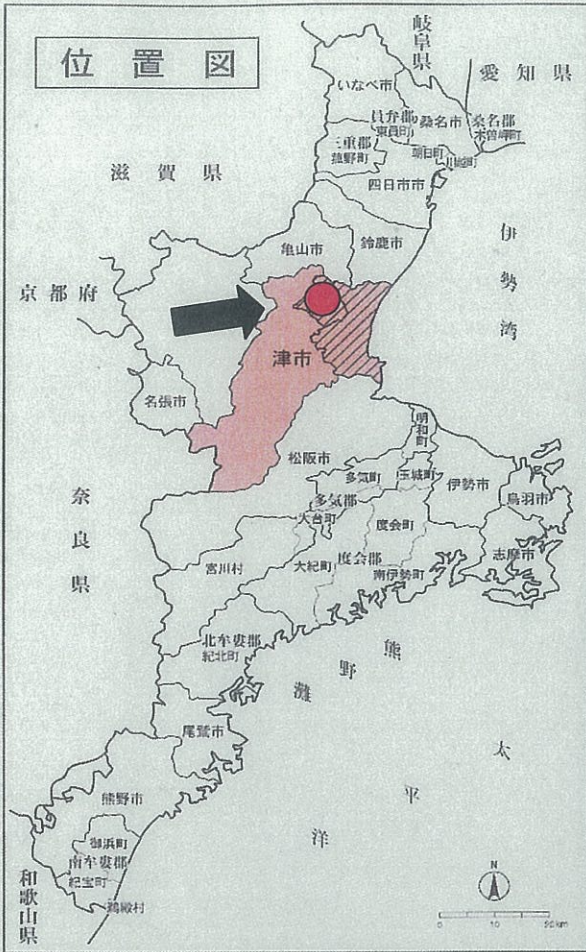 位置図
岐阜県
愛知県
いなべ市
員弁郡
東員町
桑名市
桑名郡
木曽岬町
三重郡
菰野町
朝日町
川越町
四日市市
滋賀県
亀山市
鈴鹿市
伊勢湾
京都府
津市
名張市
松阪市
明和町
多気町
玉城町
伊勢市
鳥羽市
多気郡
大台町
度会町
志摩市
奈良県
宮川村
大紀町
度会郡
南伊勢町
北牟婁郡
紀北町
熊野灘
尾鷲市
太平洋
熊野市
御浜町
南牟婁郡
紀宝町
鵜殿村
和歌山県
N
0 10